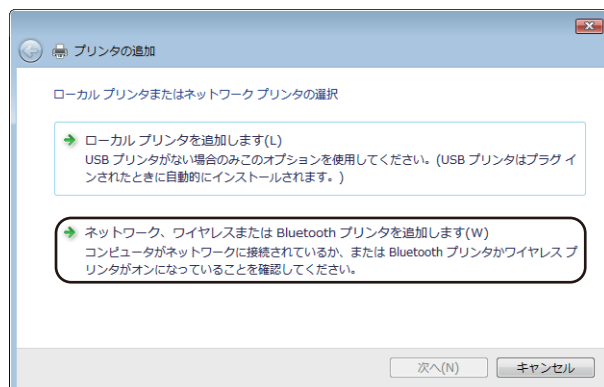 プリンタの追加
ローカル プリンタまたはネットワーク プリンタの選択
ローカル プリンタを追加します(L)
USB プリンタがない場合のみこのオプションを使用してください。(USB プリンタはプラグ イ
ンされたときに自動的にインストールされます。)
ネットワーク、ワイヤレスまたは Bluetooth プリンタを追加します(W)
コンピュータがネットワークに接続されているか、または Bluetooth プリンタかワイヤレス プ
リンタがオンになっていることを確認してください。
次へ(N)
キャンセル